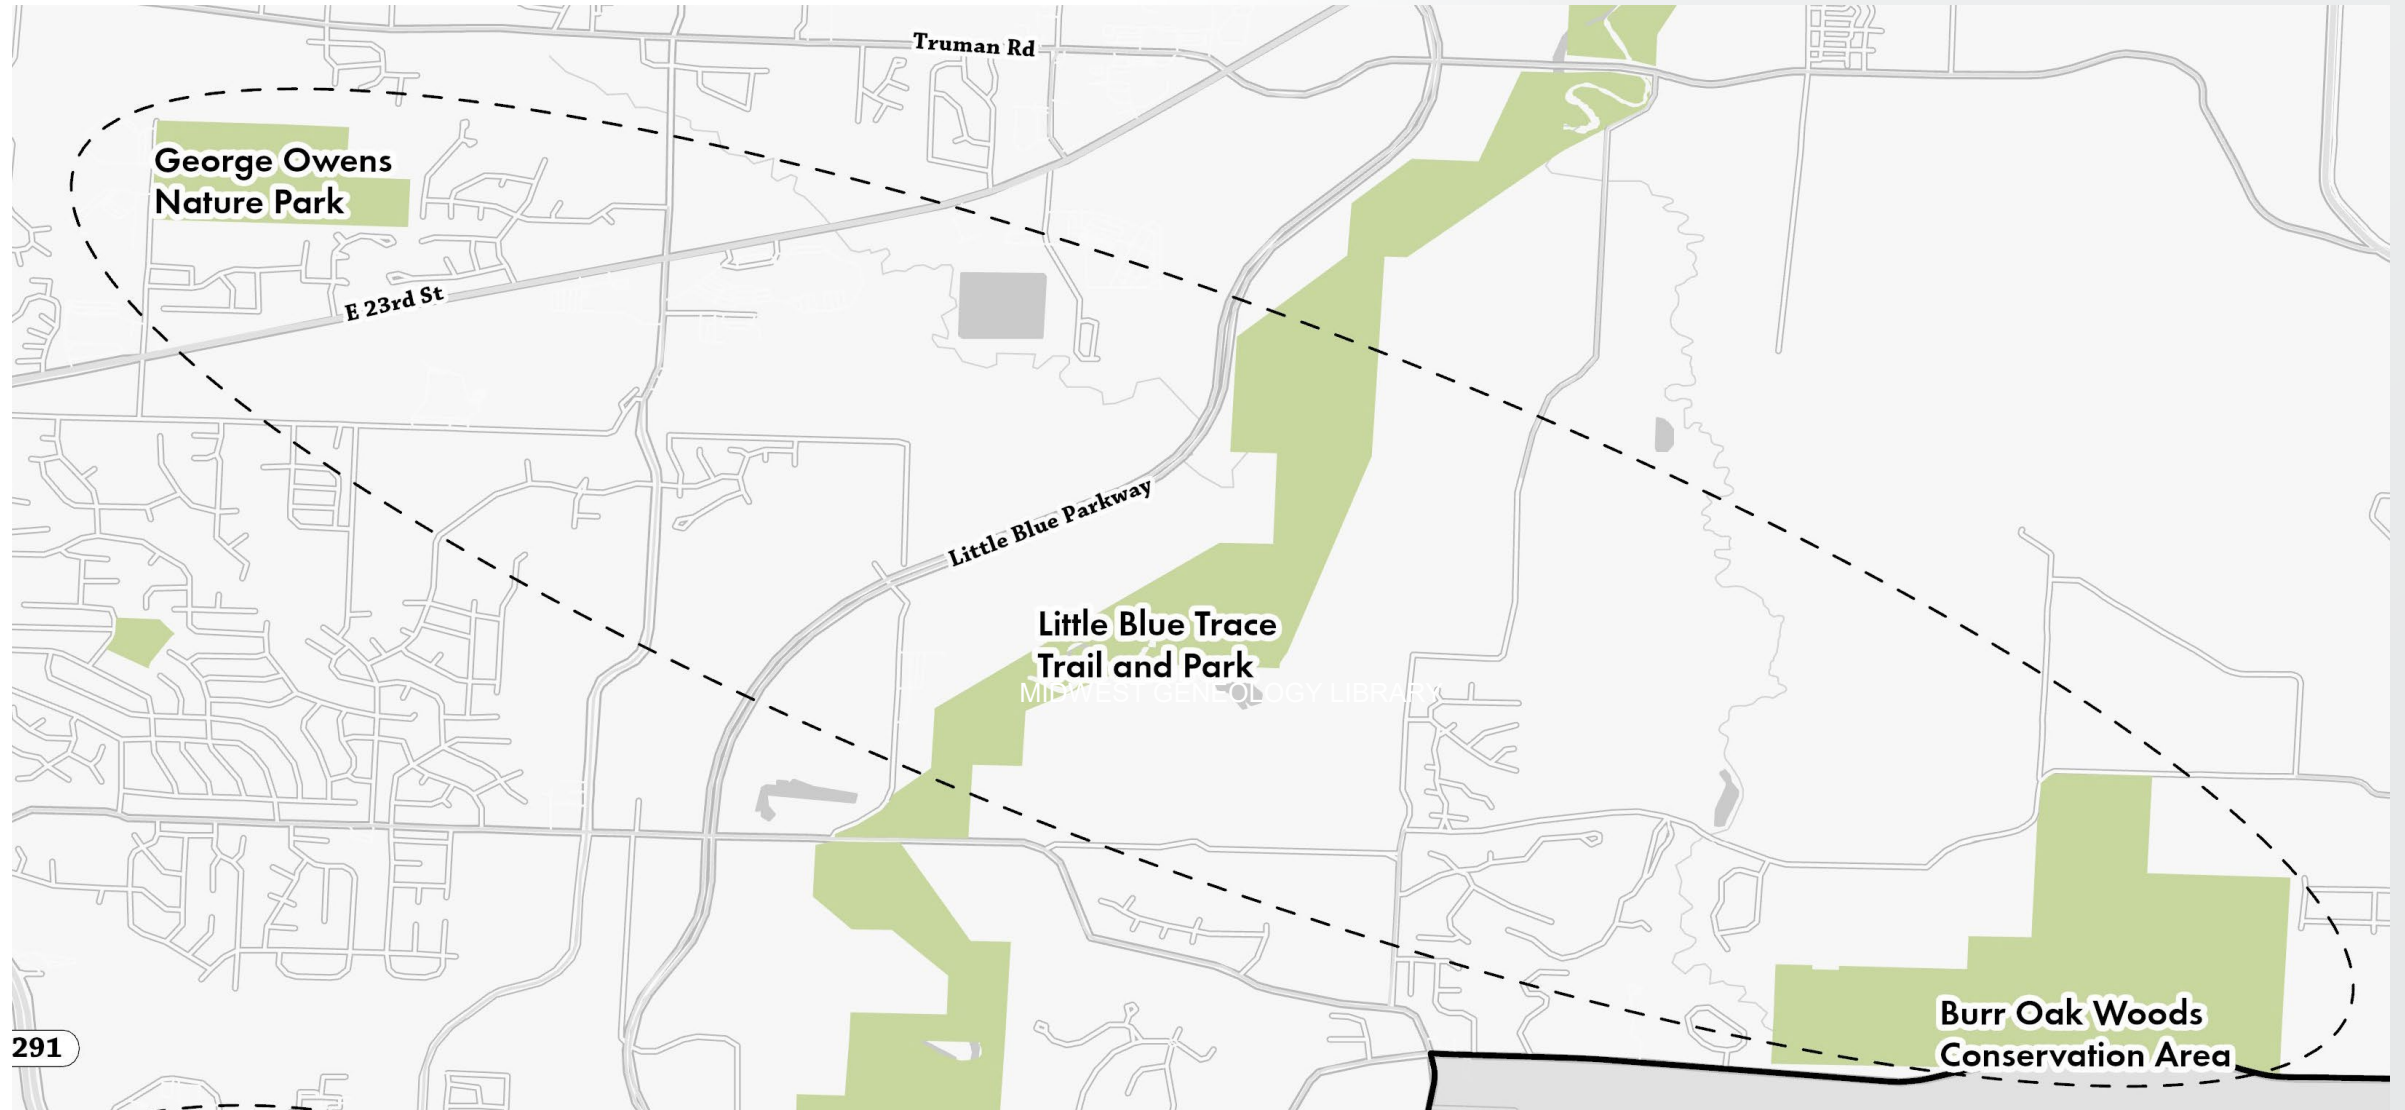 Truman Rd
George Owens
Nature Park
E 23rd St
Little Blue Parkway
Little Blue Trace
Trail and Park
MIDWEST GENEOLOGY LIBRARY
Burr Oak Woods
Conservation Area
291